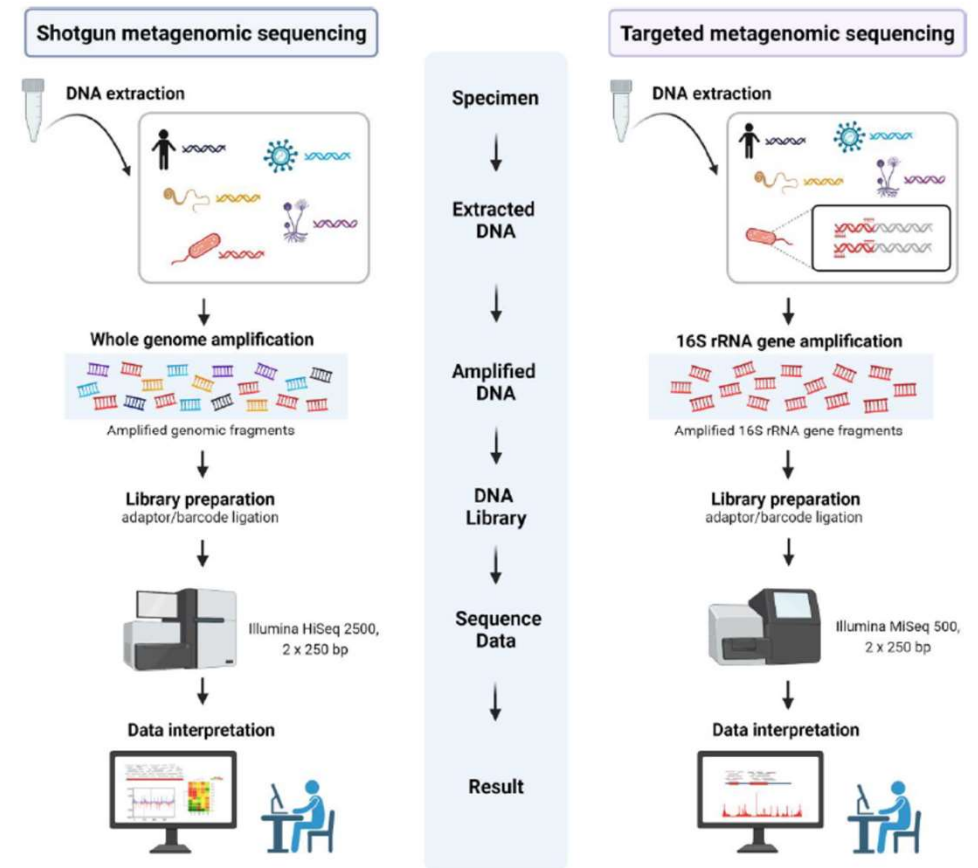 Shotgun metagenomic sequencing
DNA extraction
Whole genome amplification
Amplified genomic fragments
Library preparation
adaptor/barcode ligation
Illumina HiSeq 2500,
2 x 250 bp
Data interpretation
Specimen
Extracted
DNA
Amplified
DNA
DNA
Library
Sequence
Data
Result
Targeted metagenomic sequencing
DNA extraction
16S rRNA gene amplification
Amplified 16S rRNA gene fragments
Library preparation
adaptor/barcode ligation
Illumina MiSeq 500,
2 x 250 bp
Data interpretation